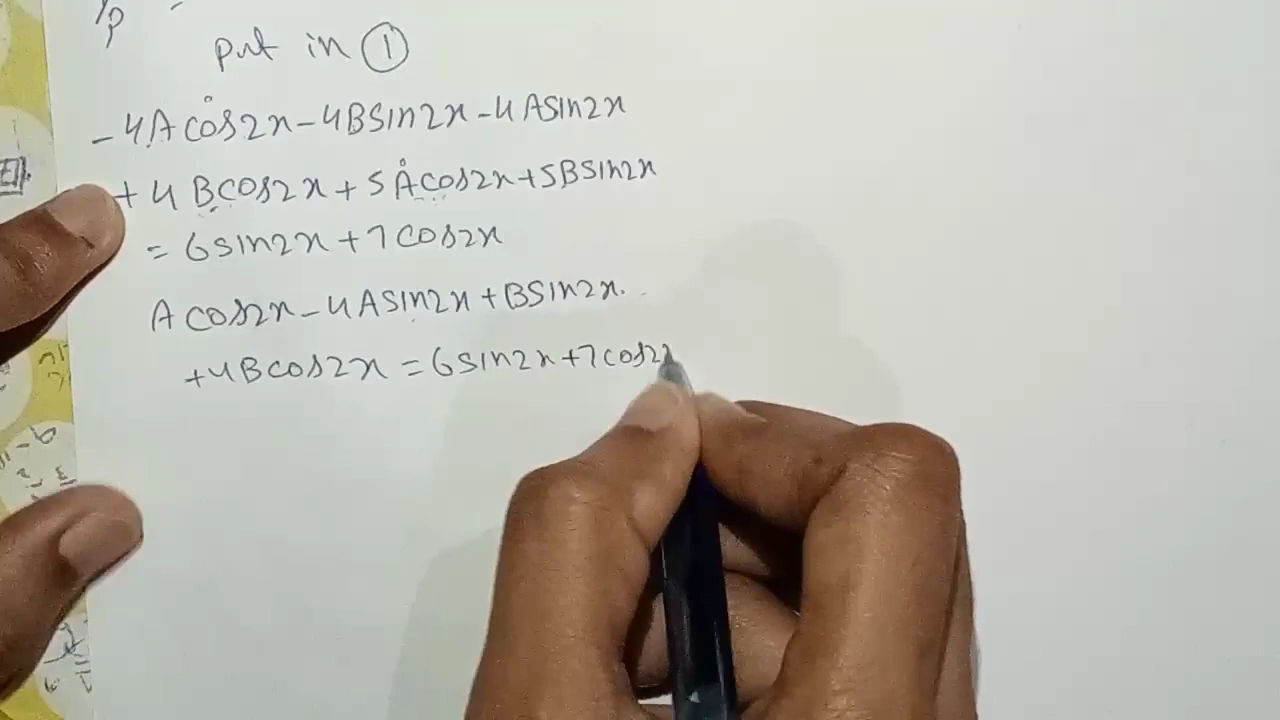 put in ①
-4Acos2x-4Bsin2x-4Asin2x
+4Bcos2x+5Acos2x+5Bsin2x
=6sin2x+7cos2x
Acos2x-4Asin2x+Bsin2x.
+4Bcos2x=6sin2x+7cos2x